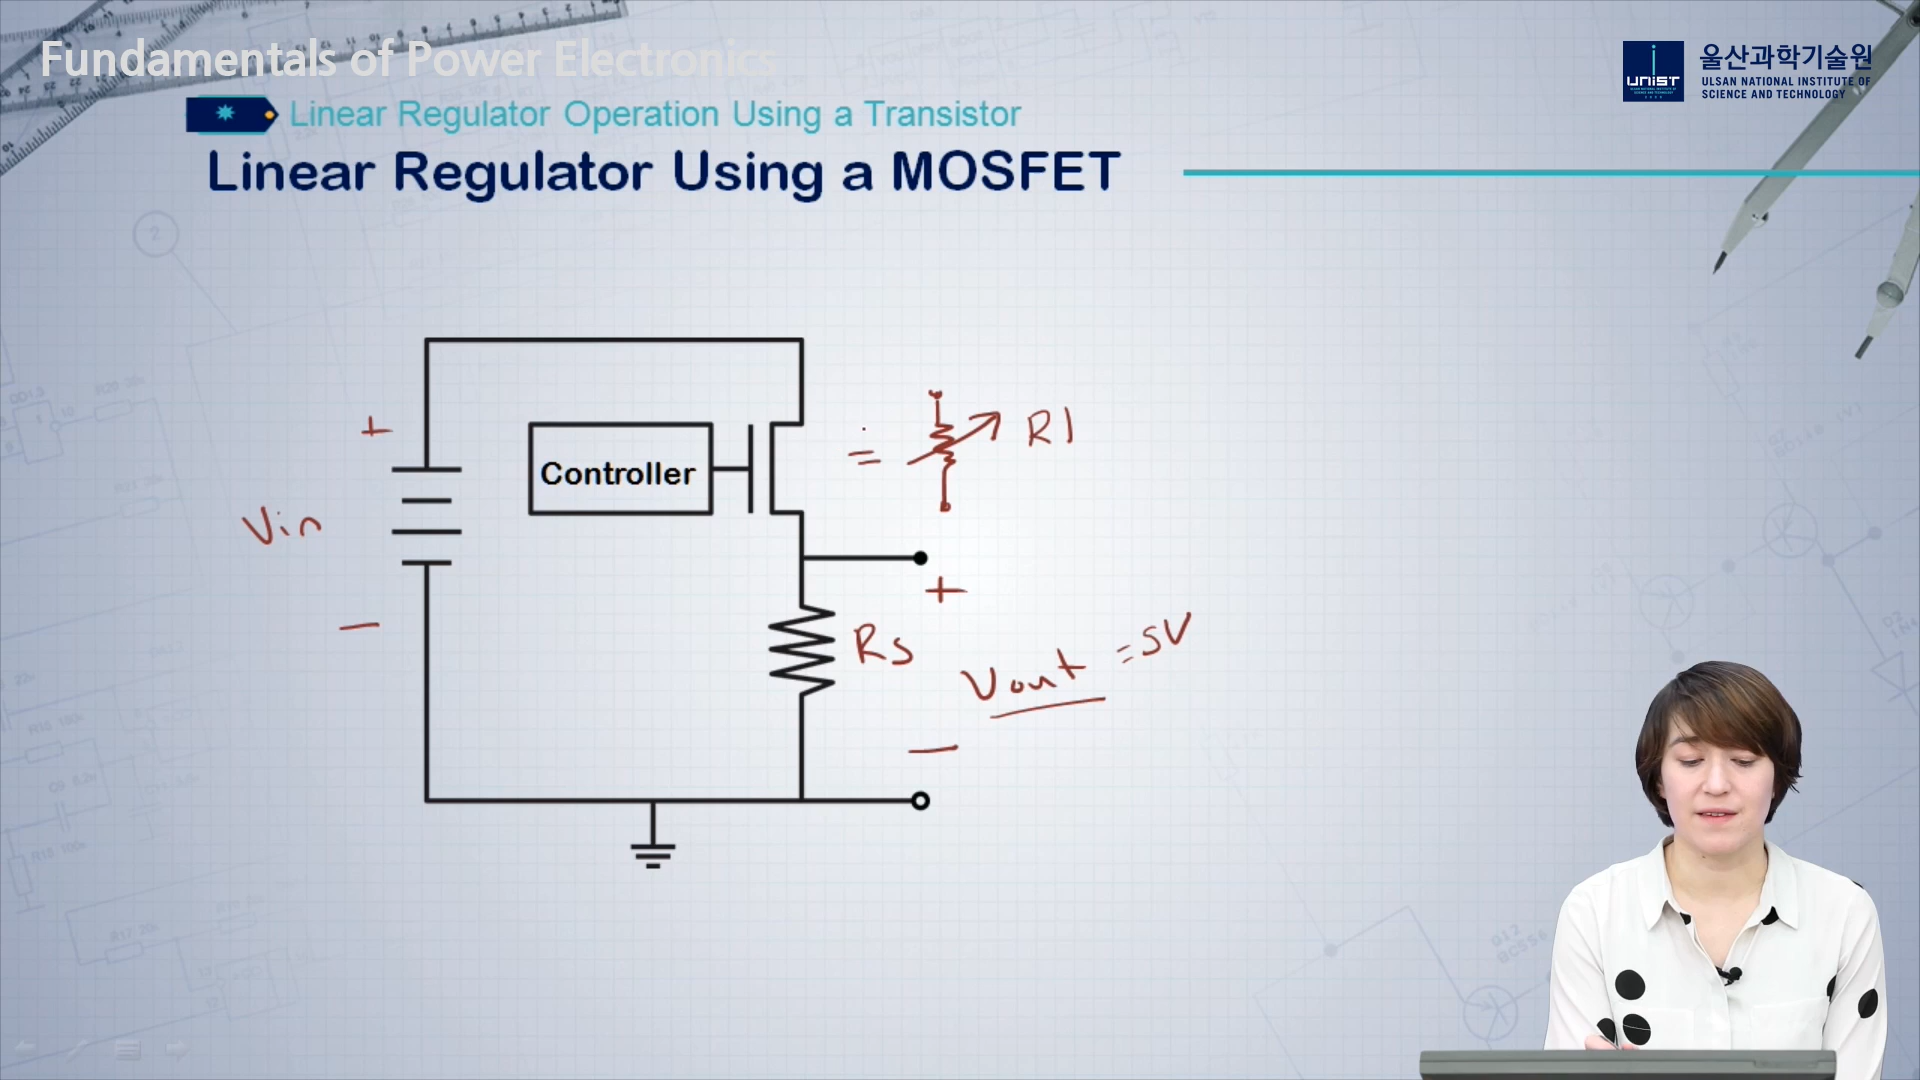 Fundamentals of Power Electronics
UNIST
울산과학기술원
ULSAN NATIONAL INSTITUTE OF
SCIENCE AND TECHNOLOGY
Linear Regulator Operation Using a Transistor
Linear Regulator Using a MOSFET
+
= R1
Controller
Vin
+
−
Rs
Vout = 5V
−